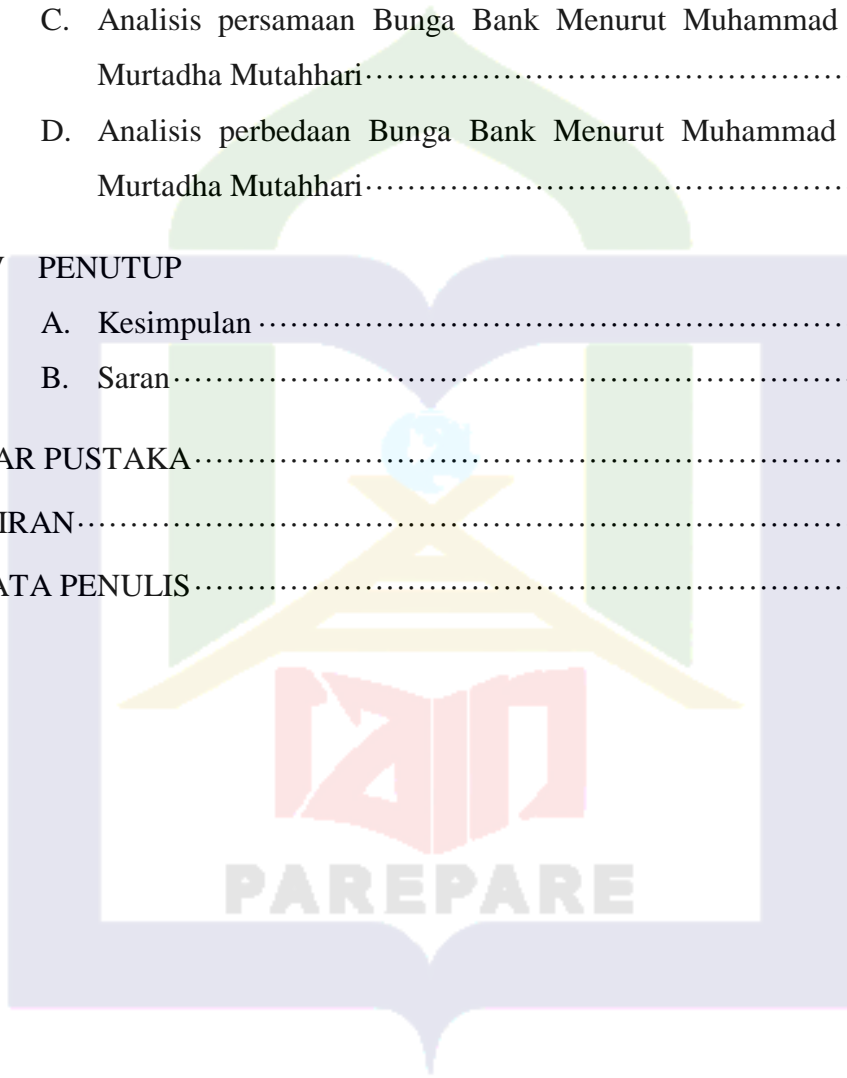 C. Analisis persamaan Bunga Bank Menurut Muhammad
Murtadha Mutahhari··················································
D. Analisis perbedaan Bunga Bank Menurut Muhammad
Murtadha Mutahhari··················································
PENUTUP
A. Kesimpulan ··················································
B. Saran··················································
AR PUSTAKA··················································
IRAN··················································
ATA PENULIS··················································
iain
PAREPARE